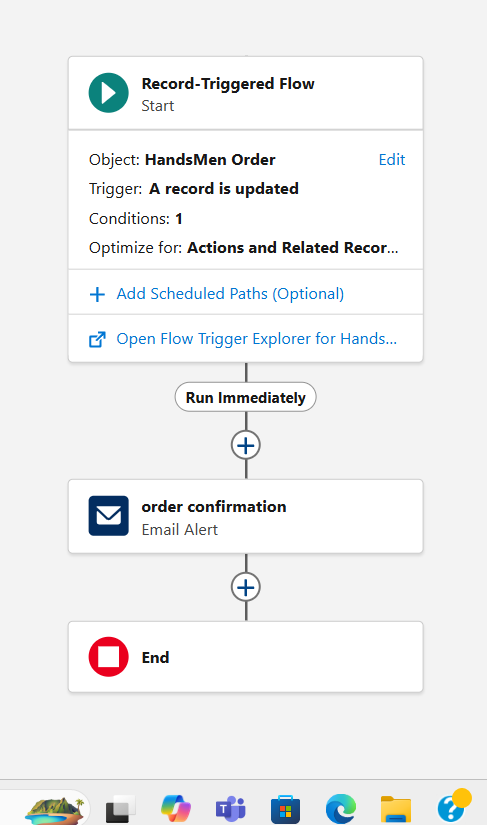 Record-Triggered Flow
Start
Object: HandsMen Order
Edit
Trigger: A record is updated
Conditions: 1
Optimize for: Actions and Related Recor...
Add Scheduled Paths (Optional)
Open Flow Trigger Explorer for Hands...
Run Immediately
order confirmation
Email Alert
End